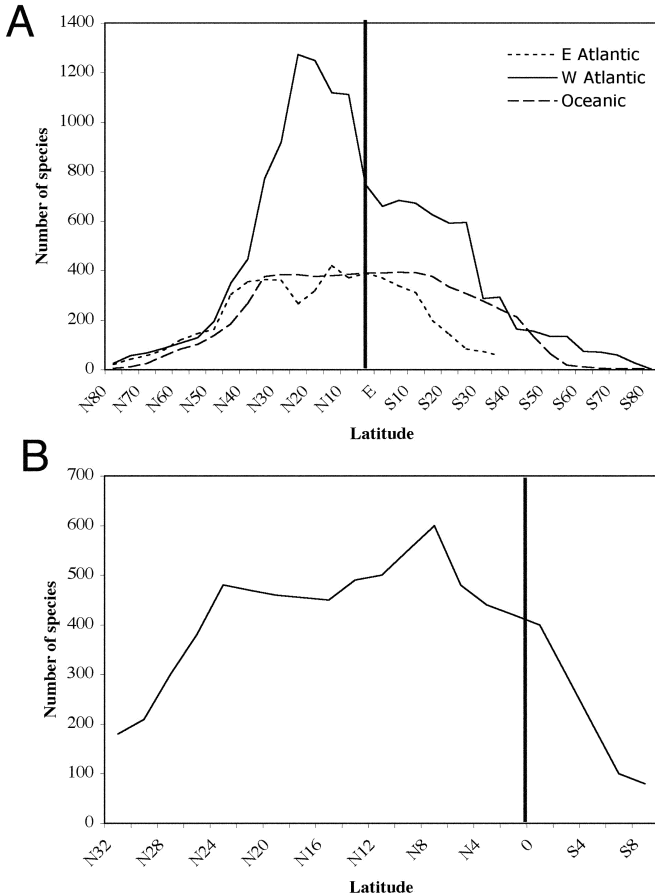 A
1400
1200
1000
800
600
400
200
0
Number of species
E Atlantic
W Atlantic
Oceanic
N80 N70 N60 N50 N40 N30 N20 N10 E S10 S20 S30 S40 S50 S60 S70 S80
Latitude
B
700
600
500
400
300
200
100
0
Number of species
N32 N28 N24 N20 N16 N12 N8 N4 0 S4 S8
Latitude